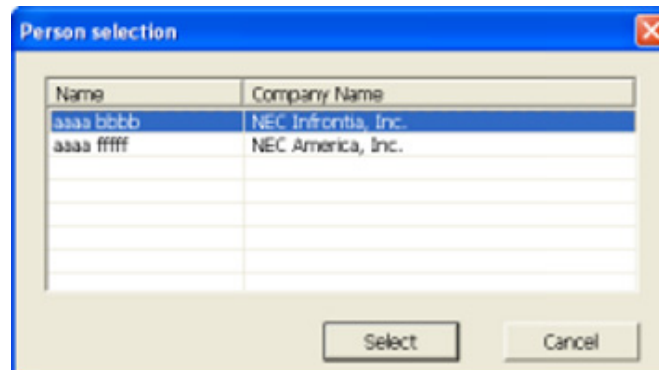 Person selection
Name Company Name
aaaa bbbb NEC Infrontia, Inc.
aaaa fffff NEC America, Inc.
Select Cancel